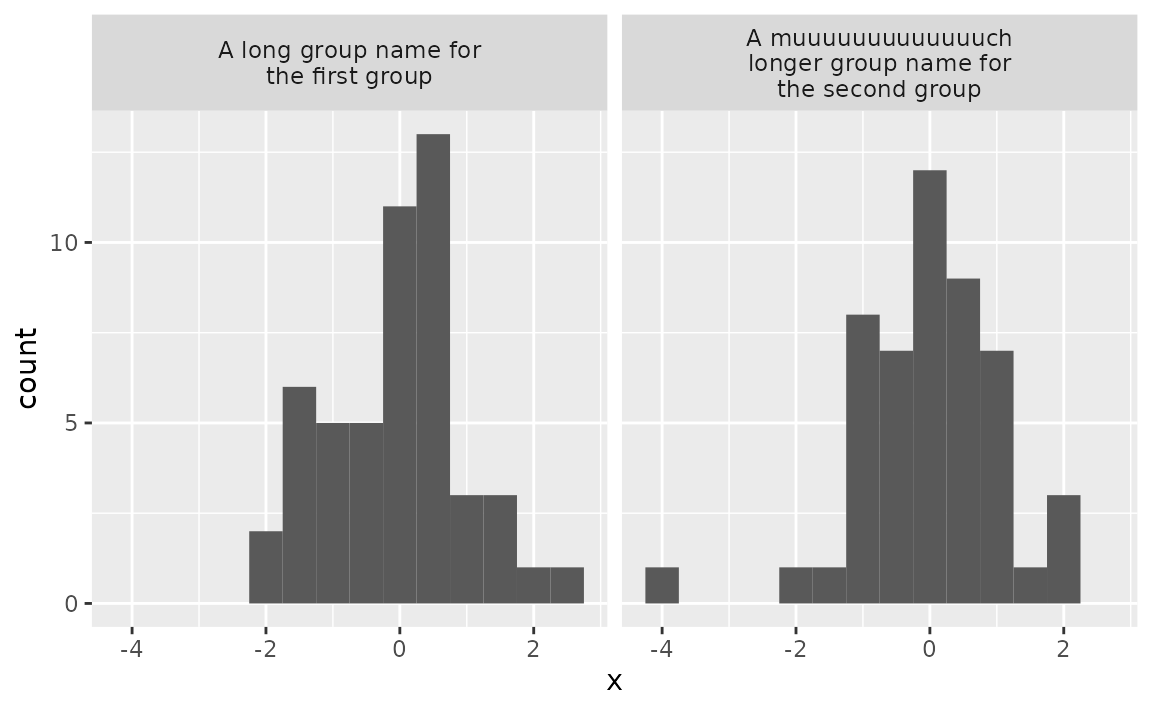 A long group name for
the first group
A muuuuuuuuuuuuuch
longer group name for
the second group
count
10
5
0
-4 -2 0 2
-4 -2 0 2
x